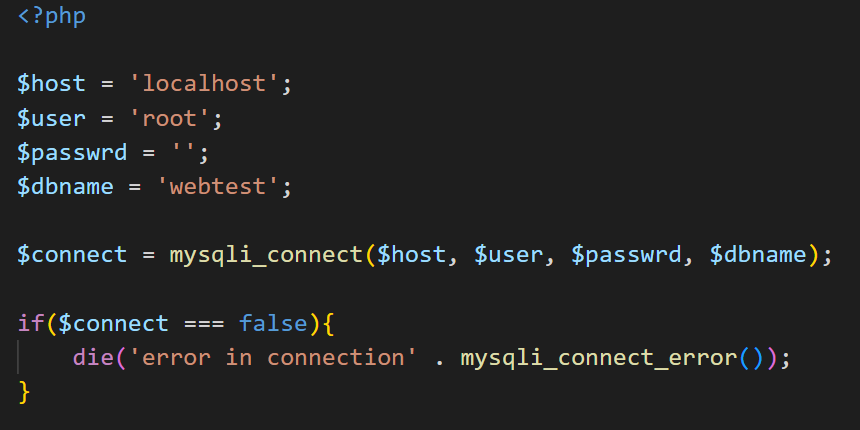 <?php
$host = 'localhost';
$user = 'root';
$passwrd = '';
$dbname = 'webtest';
$connect = mysqli_connect($host, $user, $passwrd, $dbname);
if($connect === false){
    die('error in connection' . mysqli_connect_error());
}